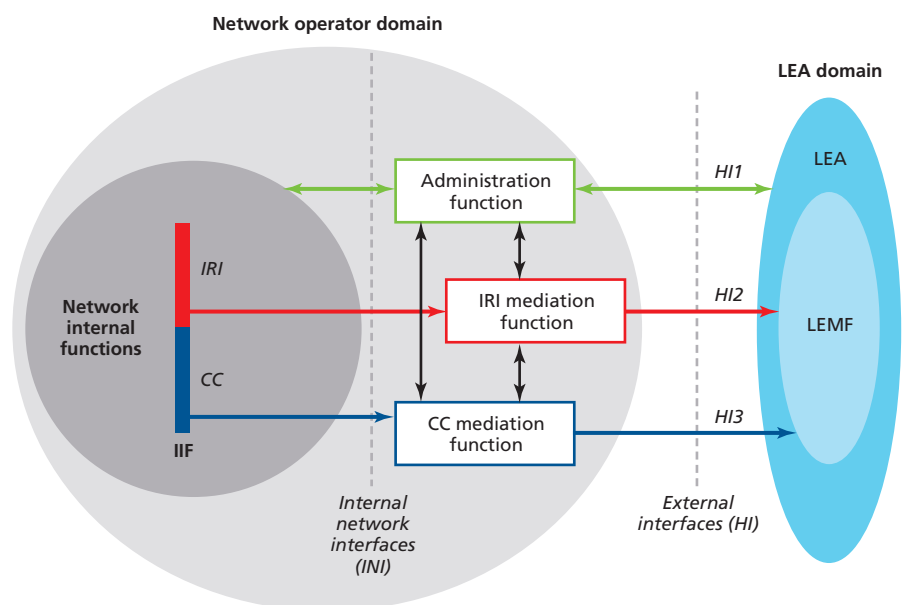 Network operator domain
LEA domain
LEA
Administration
function
HI1
IRI
IRI mediation
function
HI2
Network
internal
functions
LEMF
CC
CC mediation
function
HI3
IIF
Internal
network
interfaces
(INI)
External
interfaces (HI)